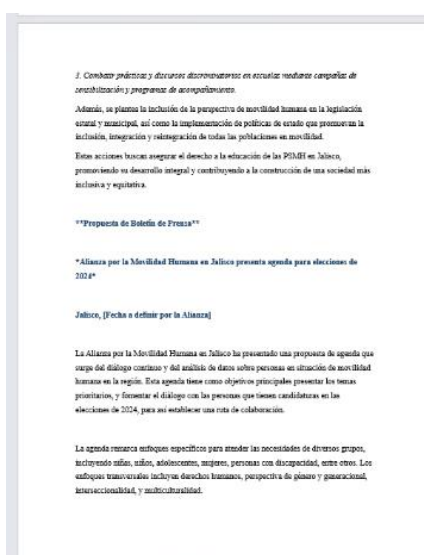 3. Combatir prácticas y discursos discriminatorios en escuelas mediante campañas de
sensibilización y programas de acompañamiento.
Además, se plantea la inclusión de la perspectiva de movilidad humana en la legislación
estatal y municipal, así como la implementación de políticas de estado que promuevan la
inclusión, integración y reintegración de todas las poblaciones en movilidad.
Estas acciones buscan asegurar el derecho a la educación de las PSMH en Jalisco,
promoviendo su desarrollo integral y contribuyendo a la construcción de una sociedad más
inclusiva y equitativa.
**Propuesta de Boletín de Prensa**
*Alianza por la Movilidad Humana en Jalisco presenta agenda para elecciones de
2024*
Jalisco, [Fecha a definir por la Alianza]
La Alianza por la Movilidad Humana en Jalisco ha presentado una propuesta de agenda que
surge del diálogo continuo y del análisis de datos sobre personas en situación de movilidad
humana en la región. Esta agenda tiene como objetivos principales presentar los temas
prioritarios, y fomentar el diálogo con las personas que tienen candidaturas en las
elecciones de 2024, para así establecer una ruta de colaboración.
La agenda remarca enfoques específicos para atender las necesidades de diversos grupos,
incluyendo niñas, niños, adolescentes, mujeres, personas con discapacidad, entre otros. Los
enfoques transversales incluyen derechos humanos, perspectiva de género y generacional,
interseccionalidad, y multiculturalidad.